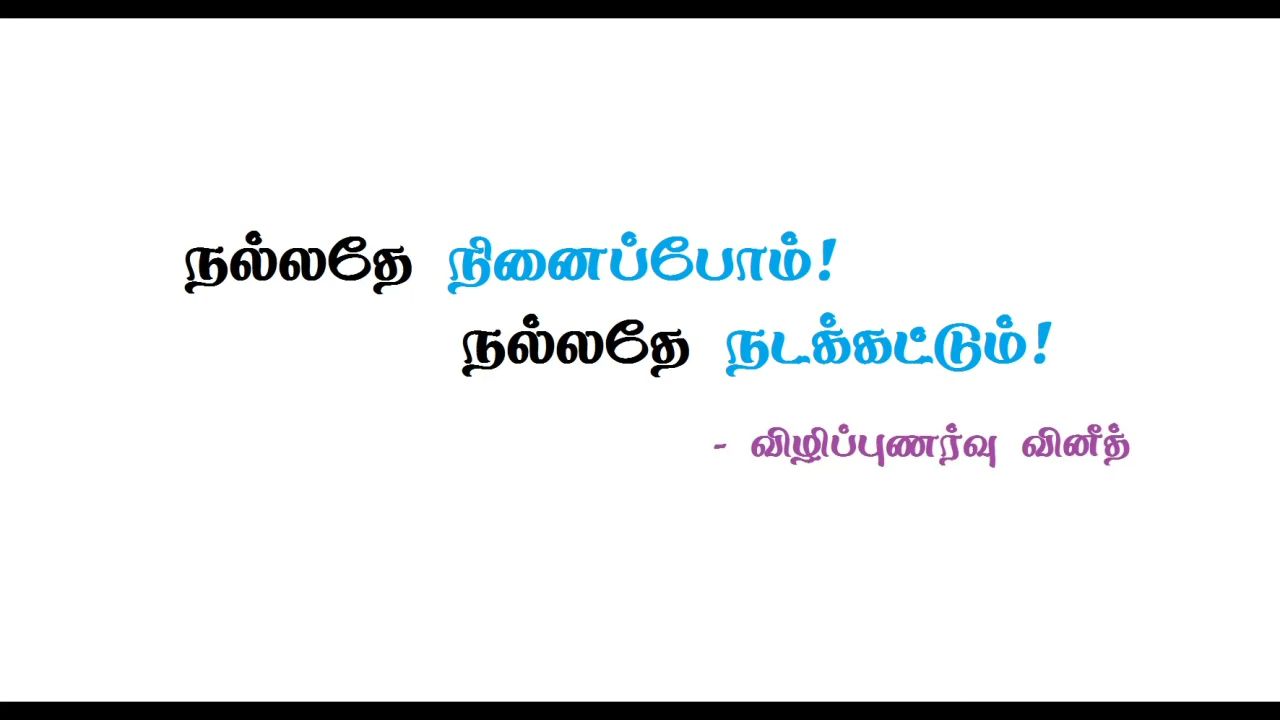 நல்லதே நினைப்போம்!
நல்லதே நடக்கட்டும்!
- விழிப்புணர்வு வினீத்